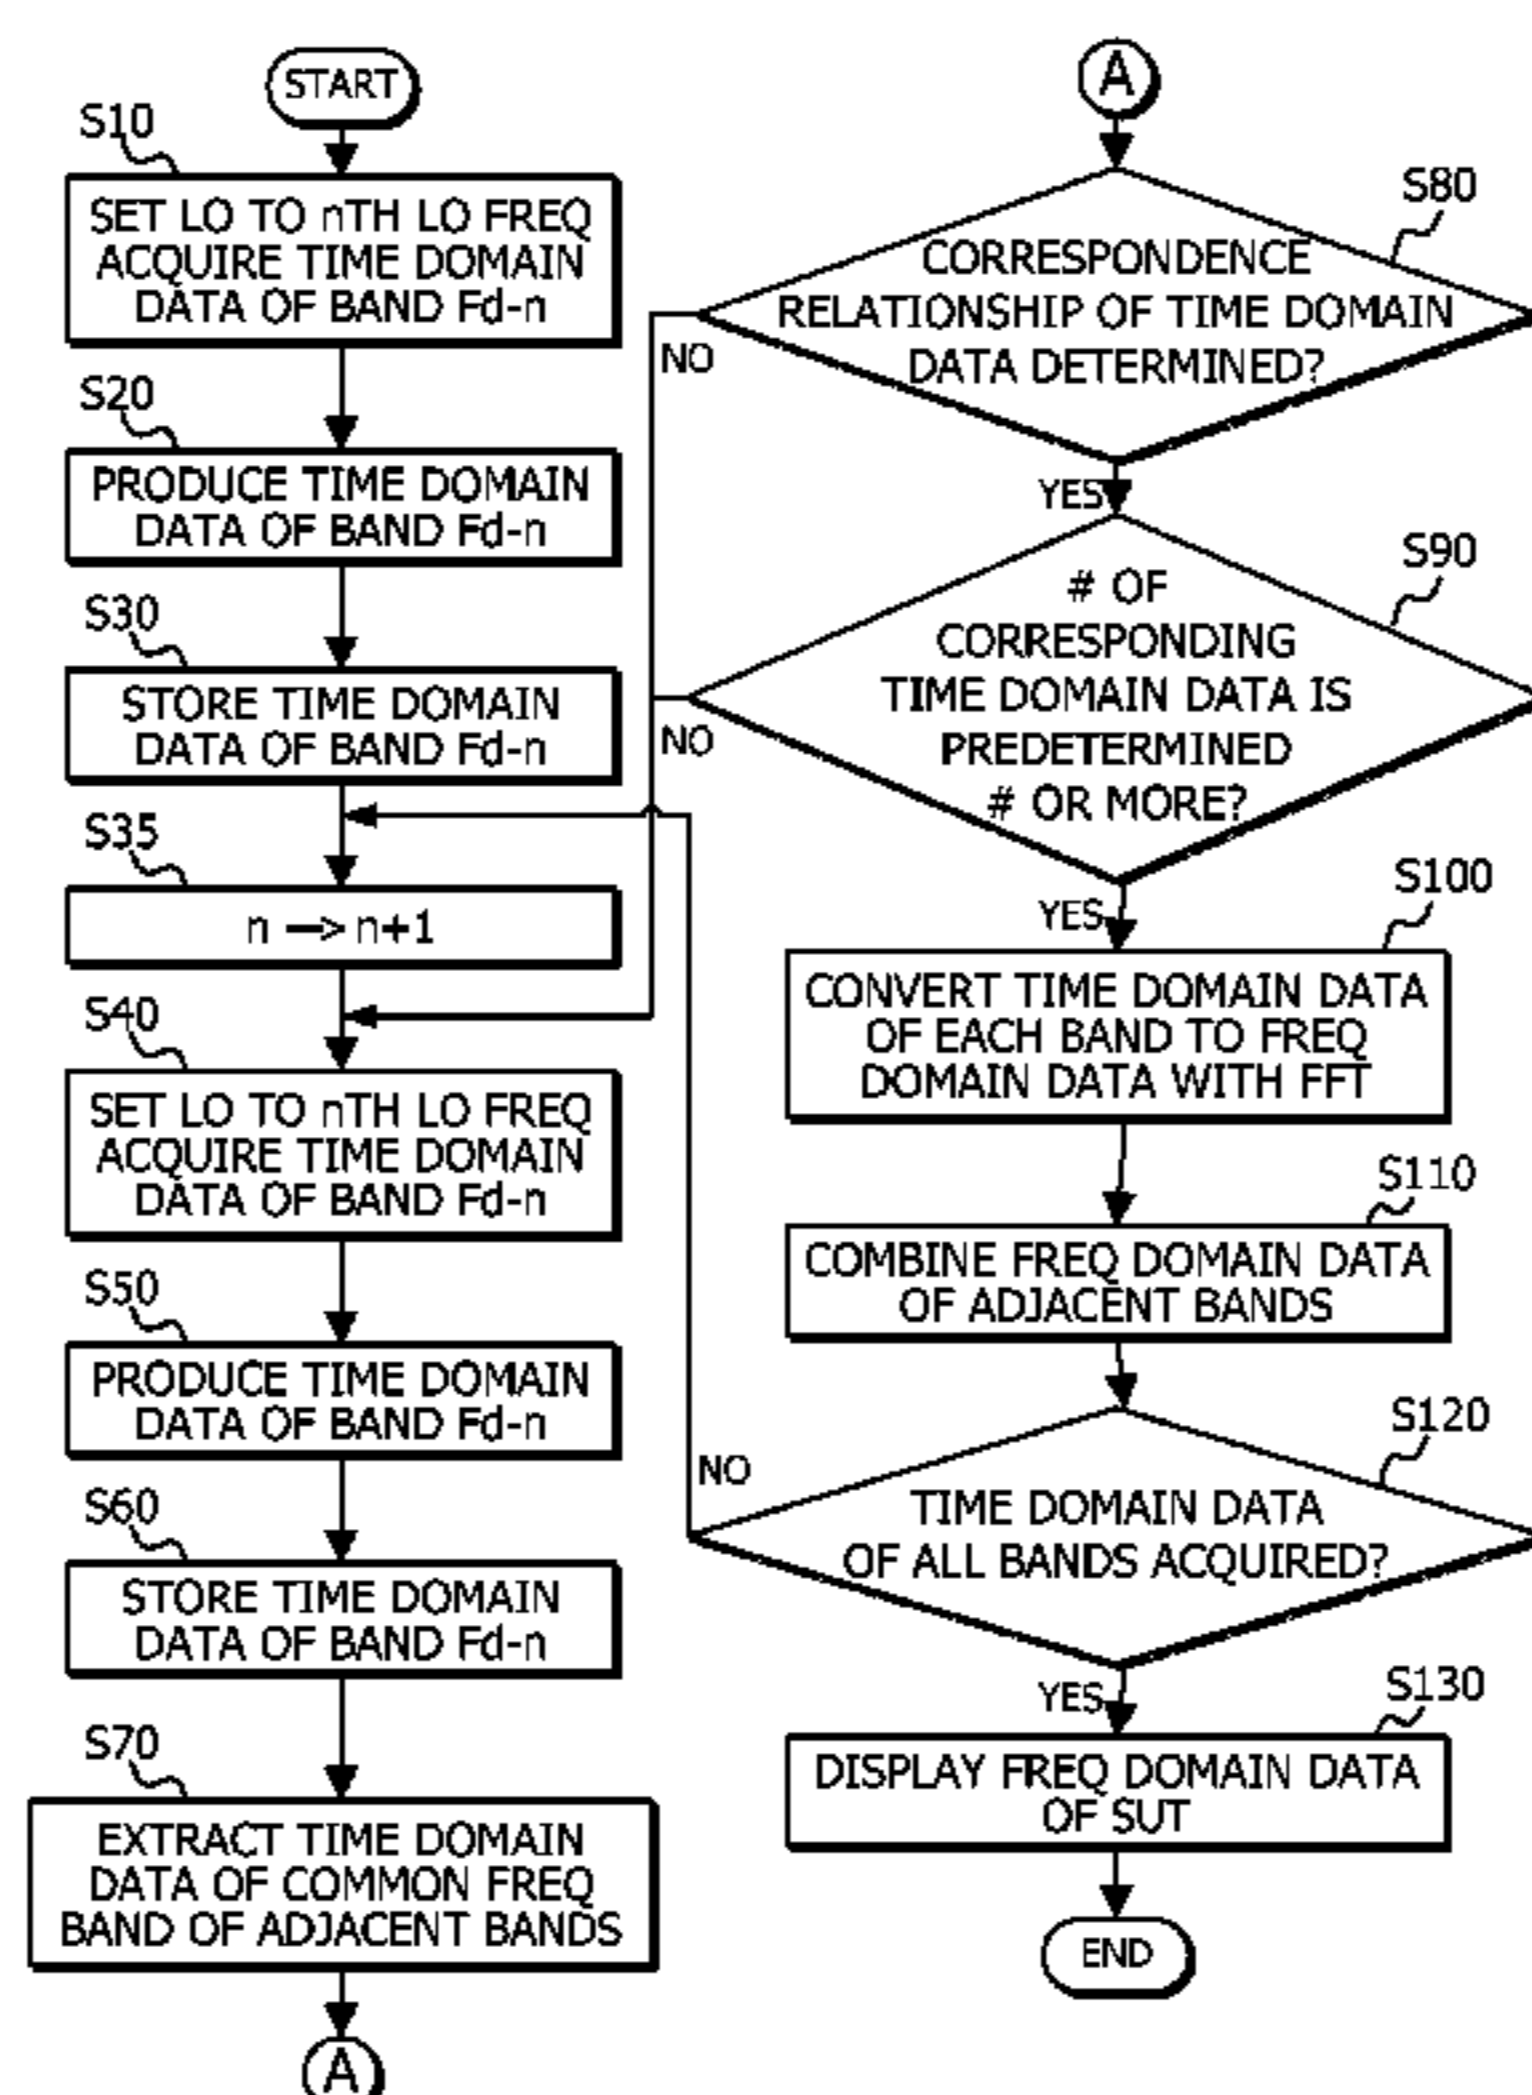 START
S10
SET LO TO nTH LO FREQ
ACQUIRE TIME DOMAIN
DATA OF BAND Fd-n
S20
PRODUCE TIME DOMAIN
DATA OF BAND Fd-n
S30
STORE TIME DOMAIN
DATA OF BAND Fd-n
S35
n —> n+1
S40
SET LO TO nTH LO FREQ
ACQUIRE TIME DOMAIN
DATA OF BAND Fd-n
S50
PRODUCE TIME DOMAIN
DATA OF BAND Fd-n
S60
STORE TIME DOMAIN
DATA OF BAND Fd-n
S70
EXTRACT TIME DOMAIN
DATA OF COMMON FREQ
BAND OF ADJACENT BANDS
A
A
S80
CORRESPONDENCE
RELATIONSHIP OF TIME DOMAIN
DATA DETERMINED?
NO
YES
S90
# OF
CORRESPONDING
TIME DOMAIN DATA IS
PREDETERMINED
# OR MORE?
NO
YES
S100
CONVERT TIME DOMAIN DATA
OF EACH BAND TO FREQ
DOMAIN DATA WITH FFT
S110
COMBINE FREQ DOMAIN DATA
OF ADJACENT BANDS
S120
TIME DOMAIN DATA
OF ALL BANDS ACQUIRED?
NO
YES
S130
DISPLAY FREQ DOMAIN DATA
OF SUT
END